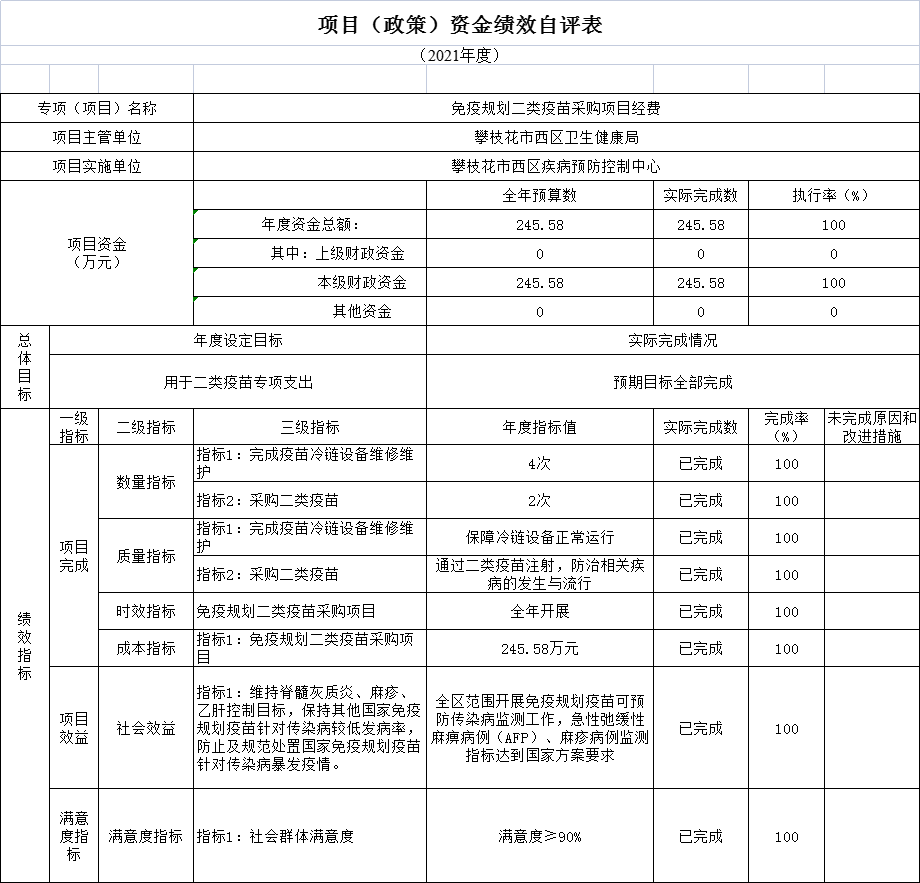 项目（政策）资金绩效自评表
（2021年度）
专项（项目）名称 免疫规划二类疫苗采购项目经费
项目主管单位 攀枝花市西区卫生健康局
项目实施单位 攀枝花市西区疾病预防控制中心
项目资金
（万元）
全年预算数 实际完成数 执行率（%）
年度资金总额： 245.58 245.58 100
其中：上级财政资金 0 0 0
本级财政资金 245.58 245.58 100
其他资金 0 0 0
总
体
目
标
年度设定目标 实际完成情况
用于二类疫苗专项支出 预期目标全部完成
绩
效
指
标
一级
指标
二级指标 三级指标 年度指标值 实际完成数
完成率
（%）
未完成原因和
改进措施
项目
完成
数量指标
指标1：完成疫苗冷链设备维修维
护
4次 已完成 100
指标2：采购二类疫苗 2次 已完成 100
质量指标
指标1：完成疫苗冷链设备维修维
护
保障冷链设备正常运行 已完成 100
指标2：采购二类疫苗
通过二类疫苗注射，防治相关疾
病的发生与流行
已完成 100
时效指标 免疫规划二类疫苗采购项目 全年开展 已完成 100
成本指标
指标1：免疫规划二类疫苗采购项
目
245.58万元 已完成 100
项目
效益
社会效益
指标1：维持脊髓灰质炎、麻疹、
乙肝控制目标，保持其他国家免疫
规划疫苗针对传染病较低发病率，
防止及规范处置国家免疫规划疫苗
针对传染病暴发疫情。
全区范围开展免疫规划疫苗可预
防传染病监测工作，急性弛缓性
麻痹病例（AFP）、麻疹病例监测
指标达到国家方案要求
已完成 100
满意
度指
标
满意度指标 指标1：社会群体满意度 满意度≥90% 已完成 100